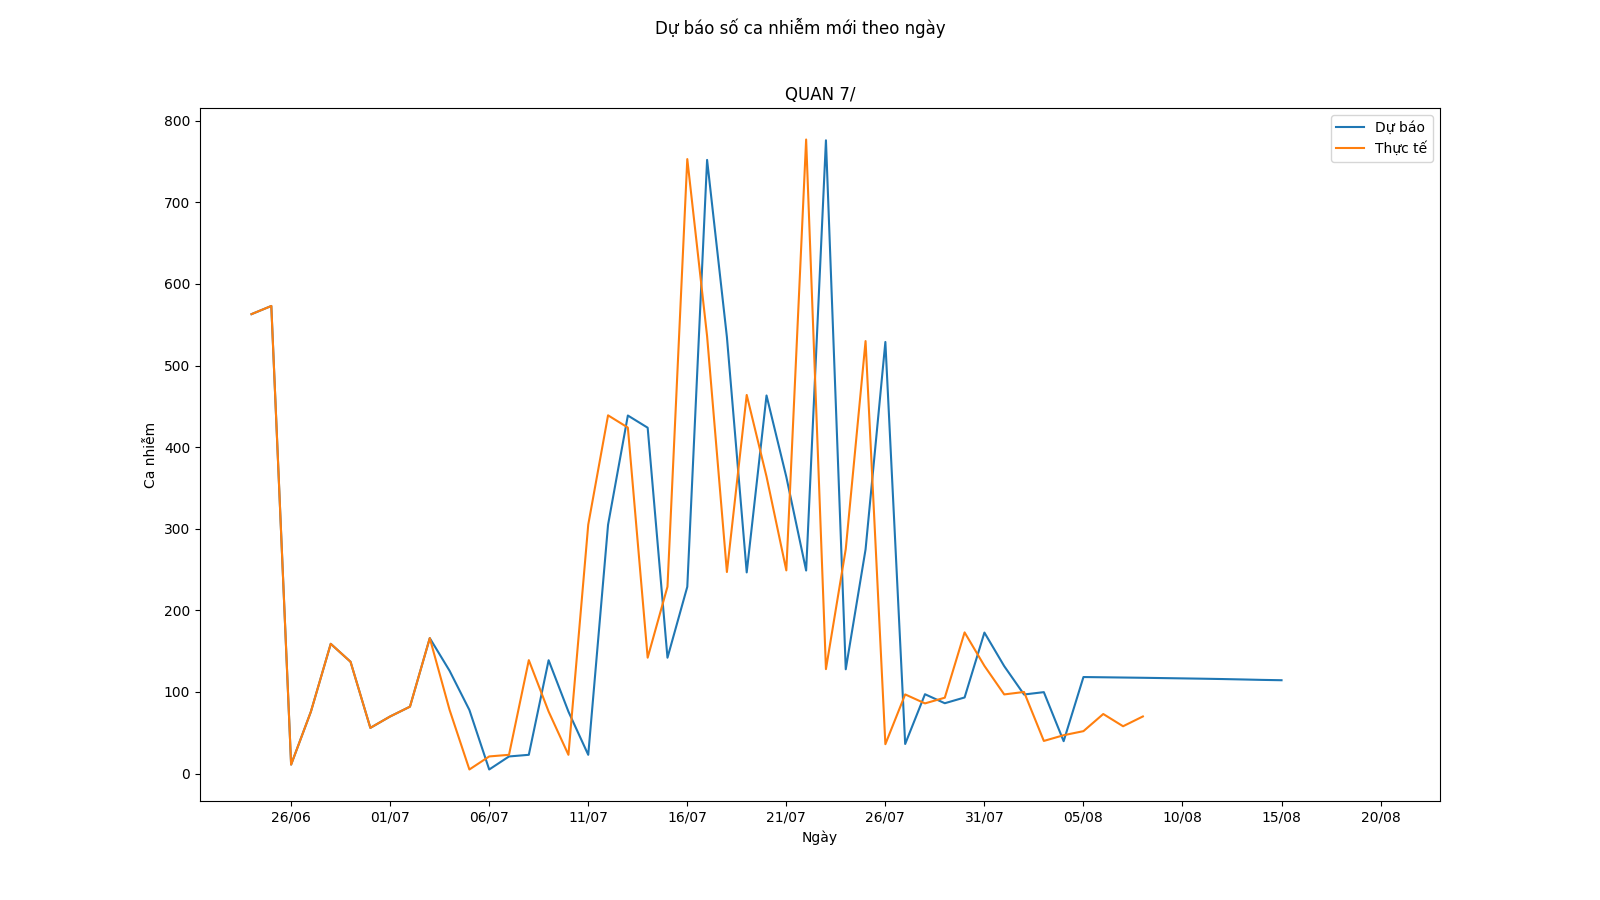 Dự báo số ca nhiễm mới theo ngày
QUAN 7/
Dự báo
Thực tế
800
700
600
500
400
300
200
100
0
Ca nhiễm
26/06 01/07 06/07 11/07 16/07 21/07 26/07 31/07 05/08 10/08 15/08 20/08
Ngày